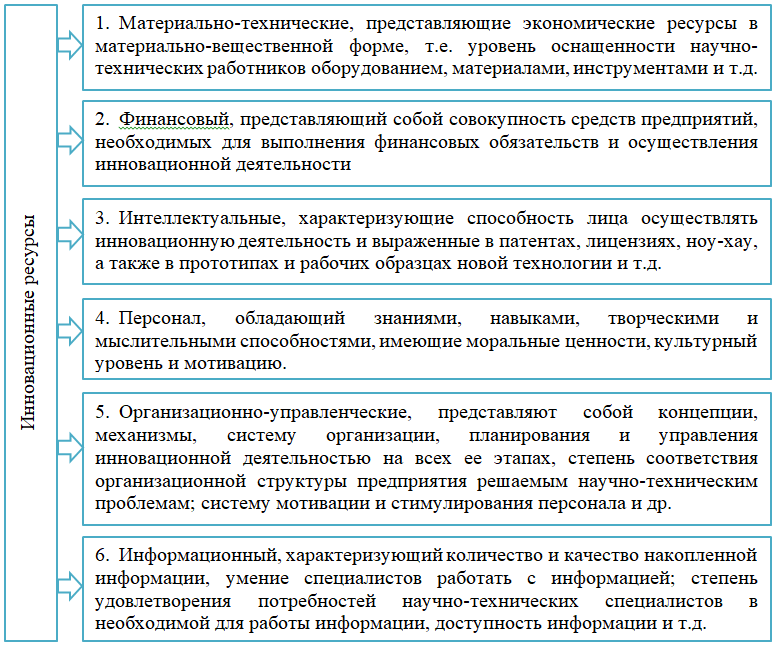 Инновационные ресурсы
1. Материально-технические, представляющие экономические ресурсы в
материально-вещественной форме, т.е. уровень оснащенности научно-
технических работников оборудованием, материалами, инструментами и т.д.
2. Финансовый, представляющий собой совокупность средств предприятий,
необходимых для выполнения финансовых обязательств и осуществления
инновационной деятельности
3. Интеллектуальные, характеризующие способность лица осуществлять
инновационную деятельность и выраженные в патентах, лицензиях, ноу-хау,
а также в прототипах и рабочих образцах новой технологии и т.д.
4. Персонал, обладающий знаниями, навыками, творческими и
мыслительными способностями, имеющие моральные ценности, культурный
уровень и мотивацию.
5. Организационно-управленческие, представляют собой концепции,
механизмы, систему организации, планирования и управления
инновационной деятельностью на всех ее этапах, степень соответствия
организационной структуры предприятия решаемым научно-техническим
проблемам; систему мотивации и стимулирования персонала и др.
6. Информационный, характеризующий количество и качество накопленной
информации, умение специалистов работать с информацией; степень
удовлетворения потребностей научно-технических специалистов в
необходимой для работы информации, доступность информации и т.д.